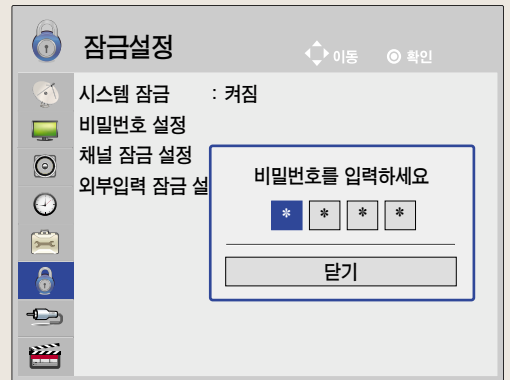 잠금설정
이동 확인
시스템 잠금 : 켜짐
비밀번호 설정
채널 잠금 설정
외부입력 잠금 설
비밀번호를 입력하세요
* * * *
닫기